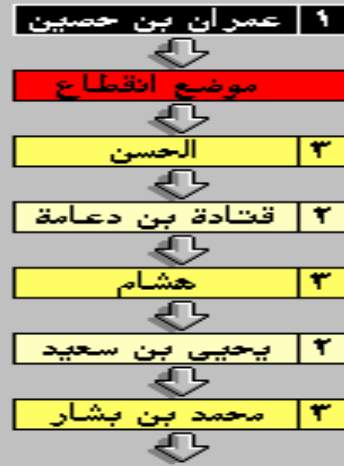 ١ عمران بن حصين
موضع انقطاع
٣ الحسن
٢ قتادة بن دعامة
٣ هشام
٢ يحيى بن سعيد
٣ محمد بن بشار